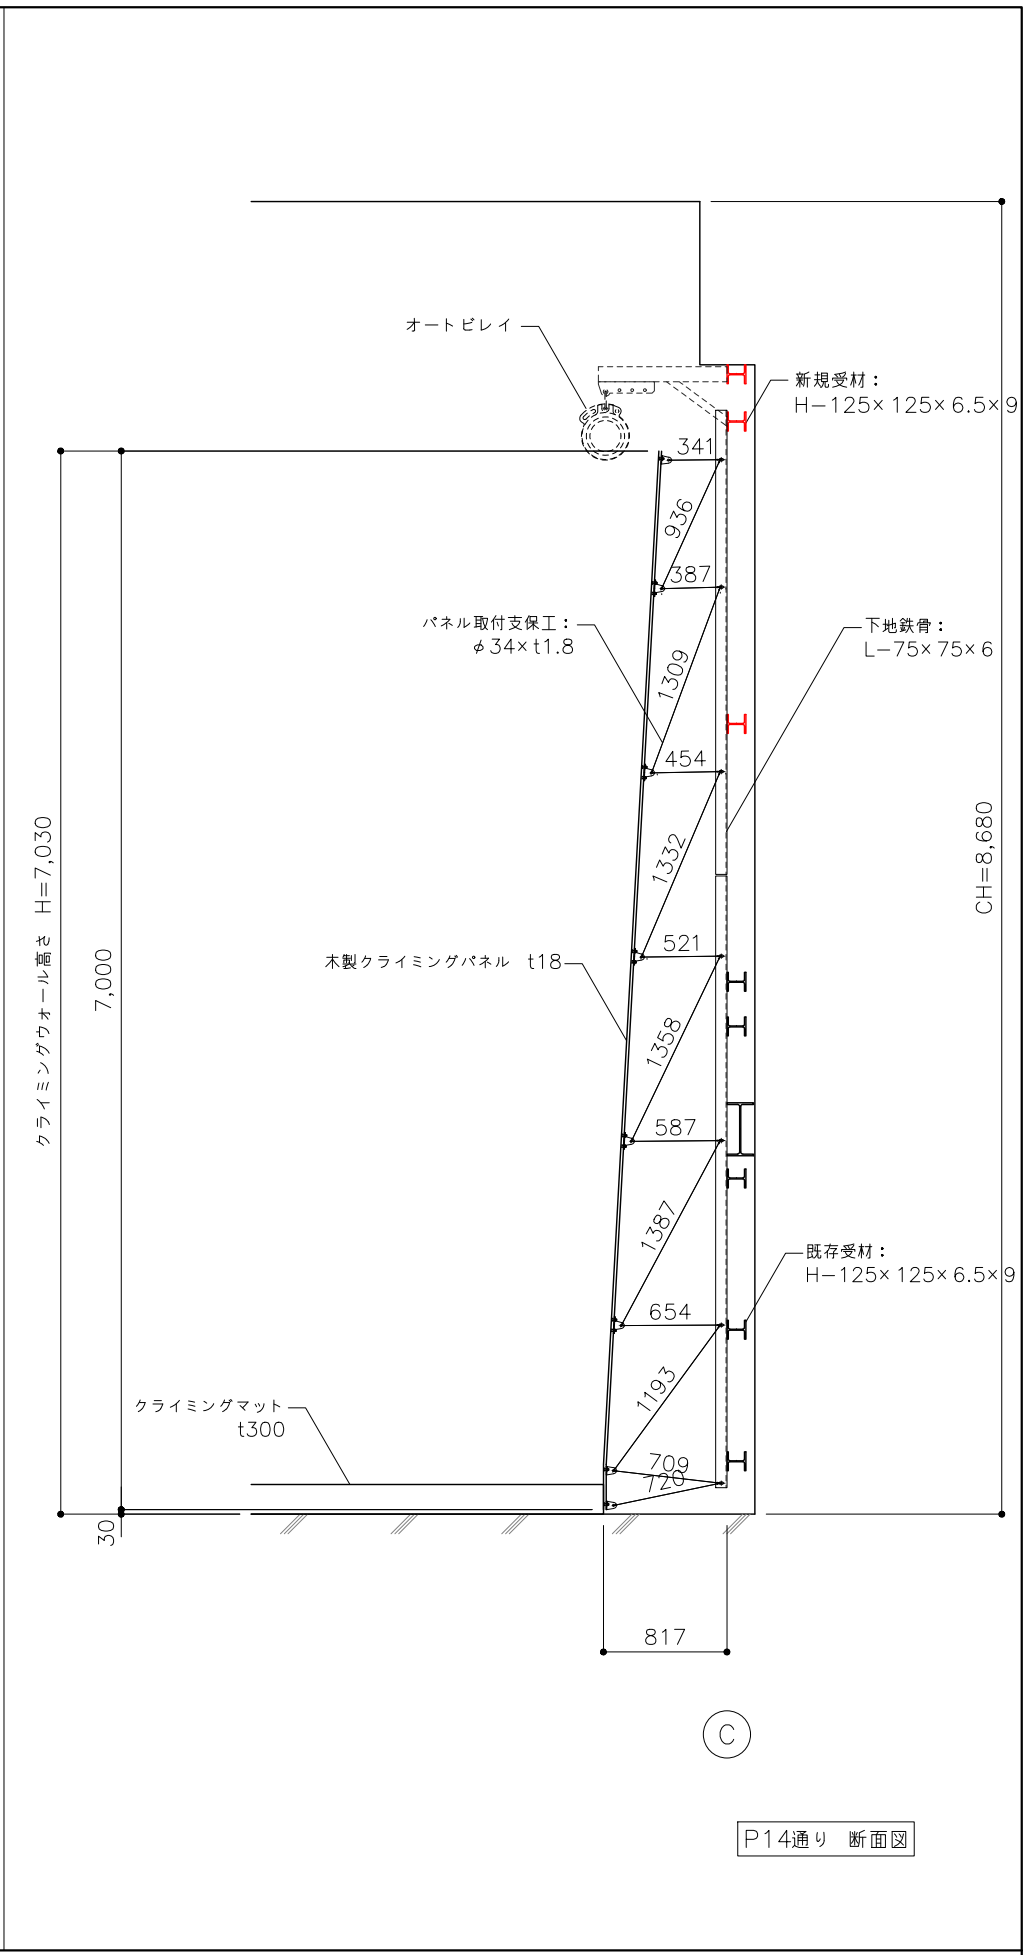 オートビレイ
新規受材：
H-125×125×6.5×9
341
936
387
パネル取付支保工：
φ34×t1.8
下地鉄骨：
L-75×75×6
1309
454
クライミングウォール高さ H=7,030
7,000
CH=8,680
1332
521
木製クライミングパネル t18
1358
587
1387
既存受材：
H-125×125×6.5×9
654
1193
クライミングマット
t300
709
720
30
817
C
P14通り 断面図